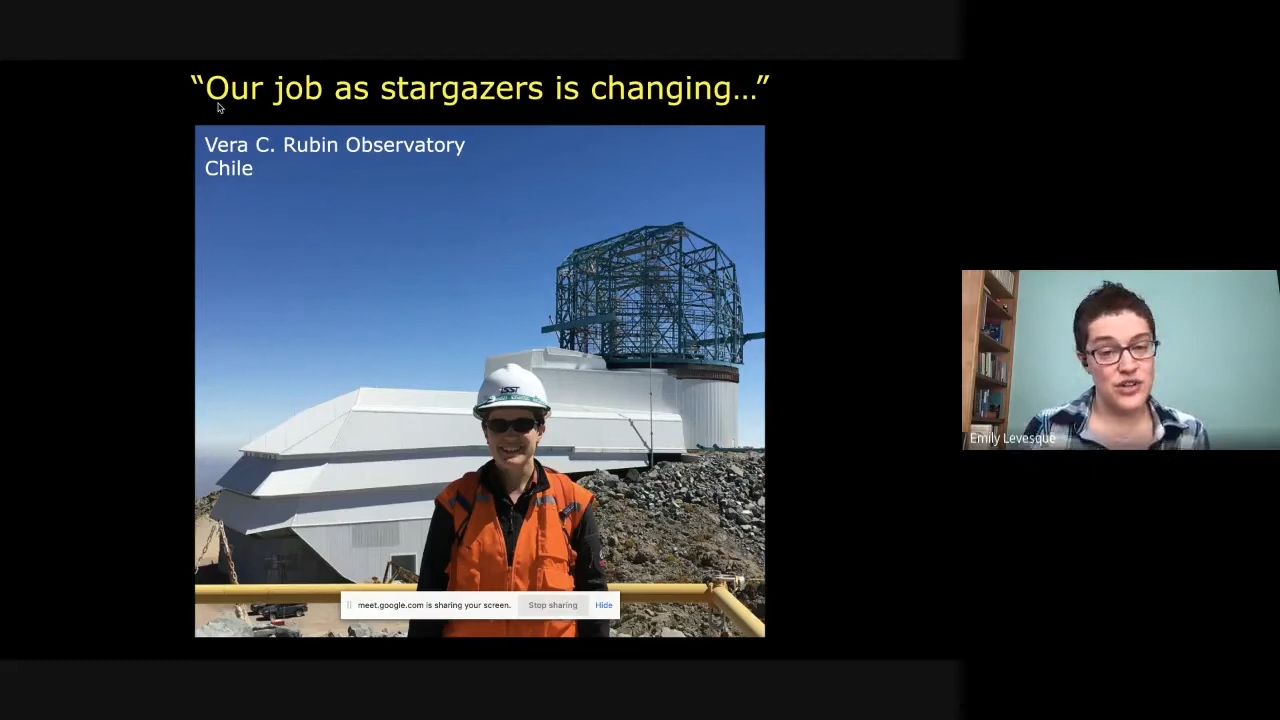 “Our job as stargazers is changing…”
Vera C. Rubin Observatory
Chile
LSST
meet.google.com is sharing your screen. Stop sharing Hide
Emily Levesque